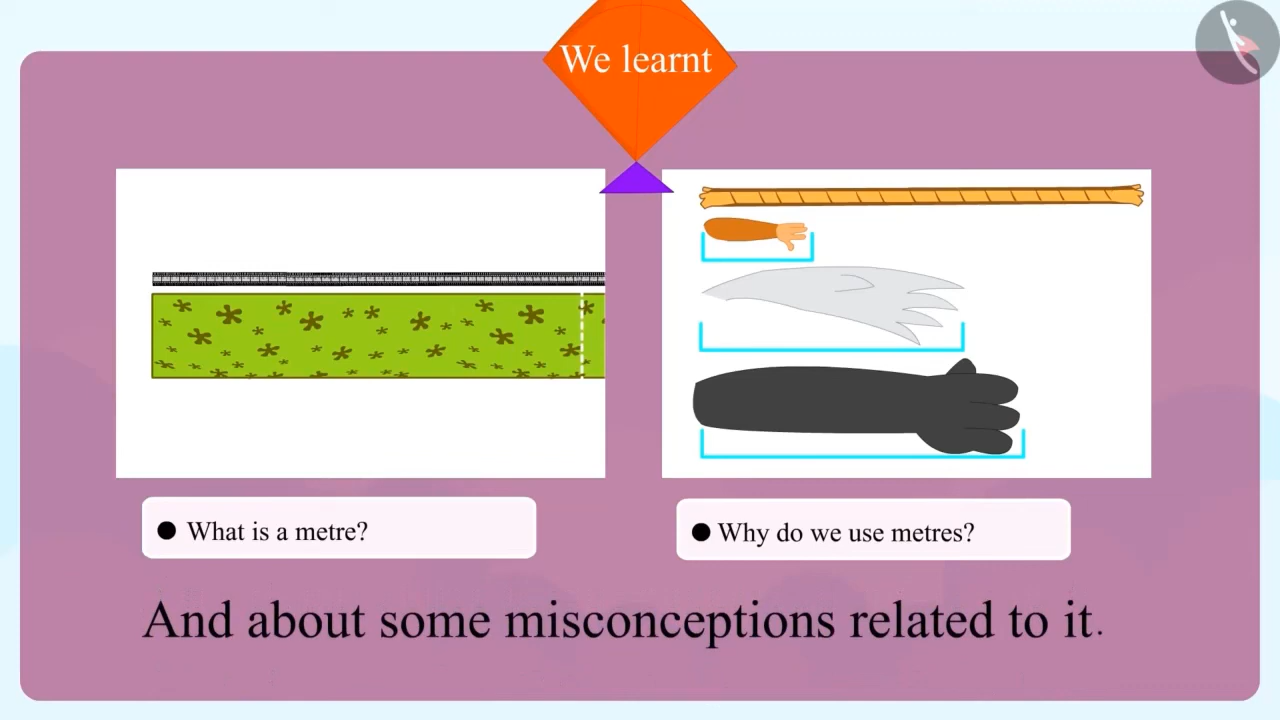 We learnt
● What is a metre?
● Why do we use metres?
And about some misconceptions related to it.